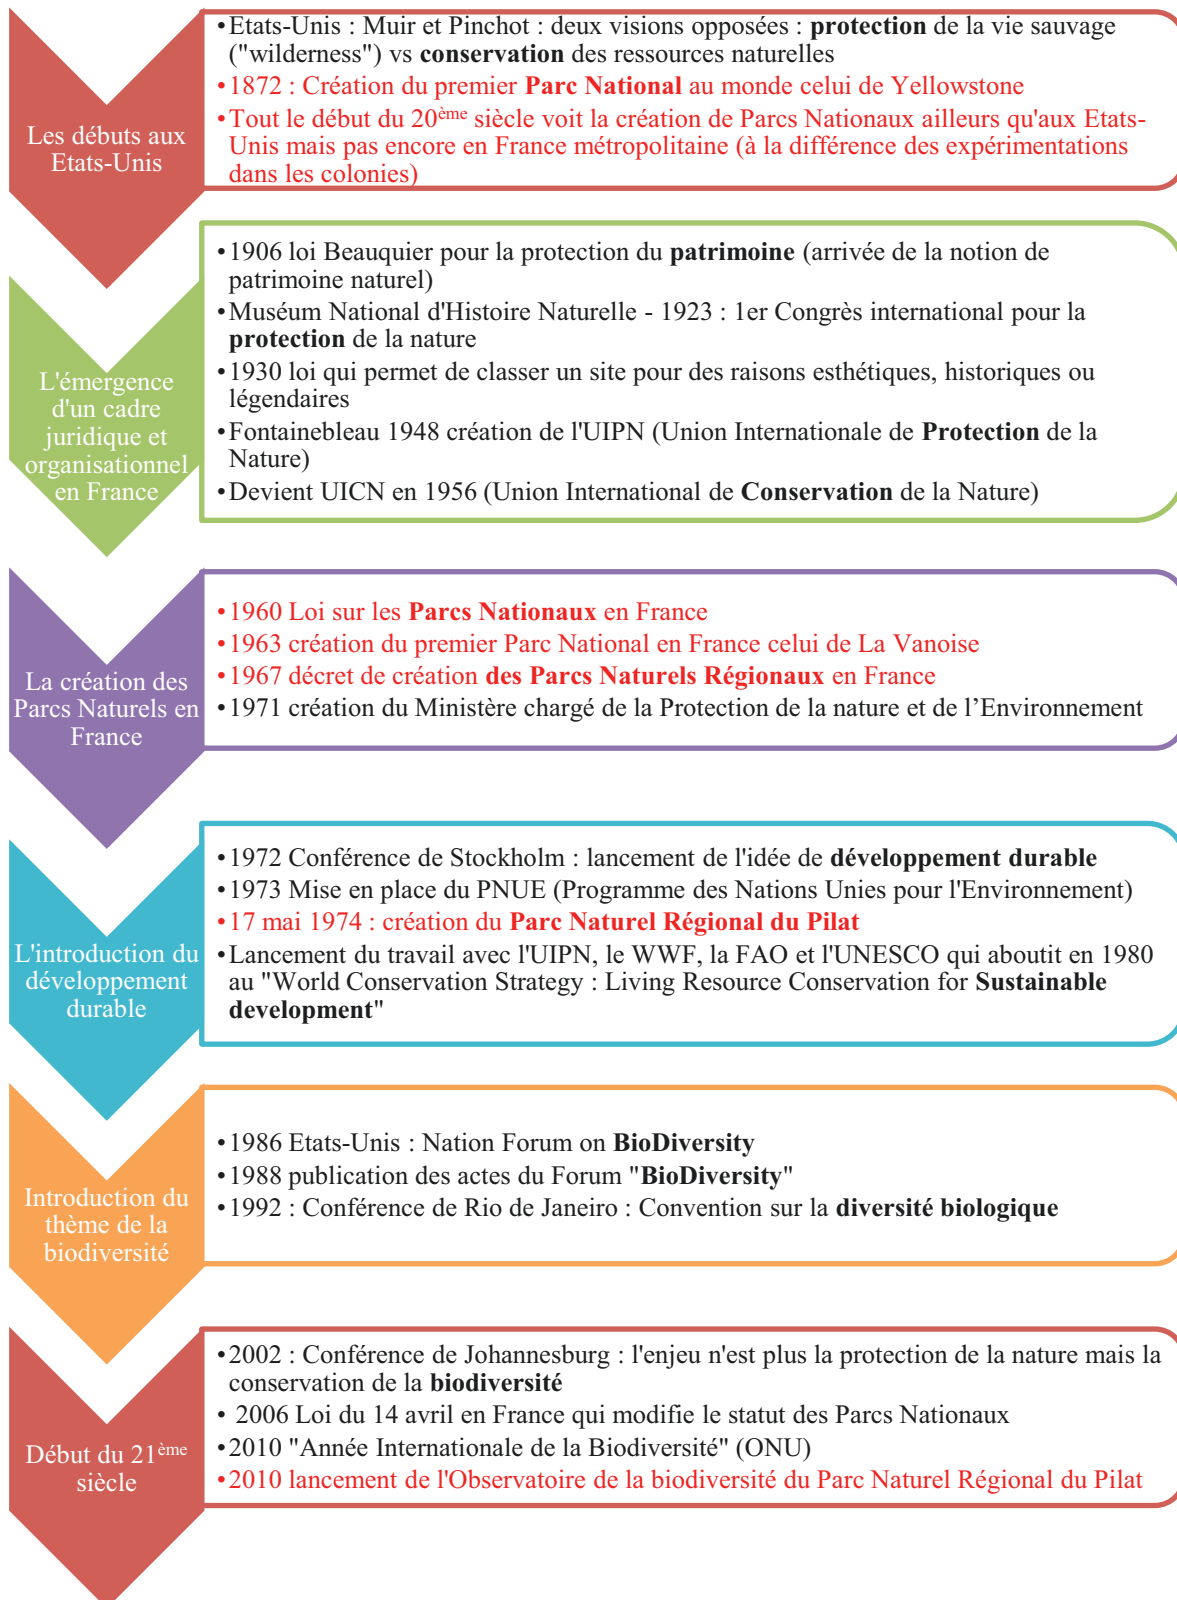 Les débuts aux
Etats-Unis
•Etats-Unis : Muir et Pinchot : deux visions opposées : protection de la vie sauvage
("wilderness") vs conservation des ressources naturelles
•1872 : Création du premier Parc National au monde celui de Yellowstone
•Tout le début du 20ème siècle voit la création de Parcs Nationaux ailleurs qu'aux Etats-
Unis mais pas encore en France métropolitaine (à la différence des expérimentations
dans les colonies)
L'émergence
d'un cadre
juridique et
organisationnel
en France
•1906 loi Beauquier pour la protection du patrimoine (arrivée de la notion de
patrimoine naturel)
•Muséum National d'Histoire Naturelle - 1923 : 1er Congrès international pour la
protection de la nature
•1930 loi qui permet de classer un site pour des raisons esthétiques, historiques ou
légendaires
•Fontainebleau 1948 création de l'UIPN (Union Internationale de Protection de la
Nature)
•Devient UICN en 1956 (Union International de Conservation de la Nature)
La création des
Parcs Naturels en
France
•1960 Loi sur les Parcs Nationaux en France
•1963 création du premier Parc National en France celui de La Vanoise
•1967 décret de création des Parcs Naturels Régionaux en France
•1971 création du Ministère chargé de la Protection de la nature et de l’Environnement
L'introduction du
développement
durable
•1972 Conférence de Stockholm : lancement de l'idée de développement durable
•1973 Mise en place du PNUE (Programme des Nations Unies pour l'Environnement)
•17 mai 1974 : création du Parc Naturel Régional du Pilat
•Lancement du travail avec l'UIPN, le WWF, la FAO et l'UNESCO qui aboutit en 1980
au "World Conservation Strategy : Living Resource Conservation for Sustainable
development"
Introduction du
thème de la
biodiversité
•1986 Etats-Unis : Nation Forum on BioDiversity
•1988 publication des actes du Forum "BioDiversity"
•1992 : Conférence de Rio de Janeiro : Convention sur la diversité biologique
Début du 21ème
siècle
•2002 : Conférence de Johannesburg : l'enjeu n'est plus la protection de la nature mais la
conservation de la biodiversité
• 2006 Loi du 14 avril en France qui modifie le statut des Parcs Nationaux
•2010 "Année Internationale de la Biodiversité" (ONU)
•2010 lancement de l'Observatoire de la biodiversité du Parc Naturel Régional du Pilat